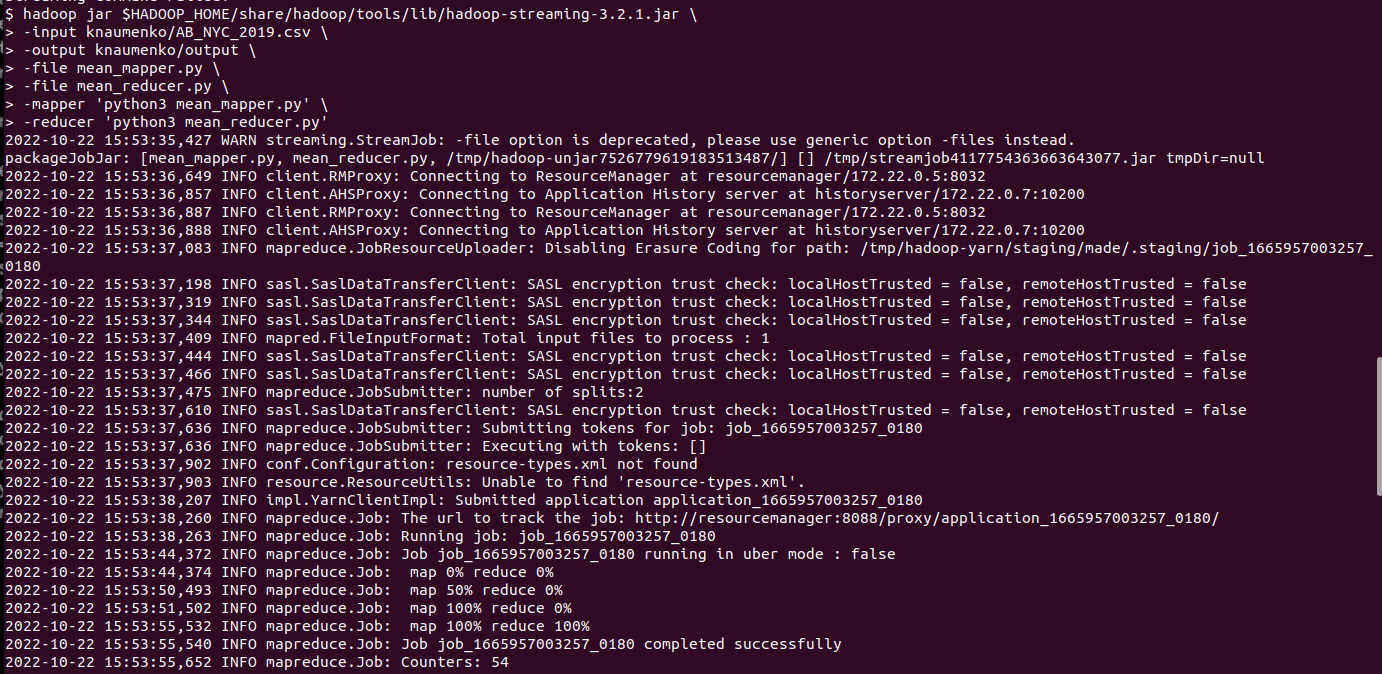 $ hadoop jar $HADOOP_HOME/share/hadoop/tools/lib/hadoop-streaming-3.2.1.jar \
> -input knaumenko/AB_NYC_2019.csv \
> -output knaumenko/output \
> -file mean_mapper.py \
> -file mean_reducer.py \
> -mapper 'python3 mean_mapper.py' \
> -reducer 'python3 mean_reducer.py'
2022-10-22 15:53:35,427 WARN streaming.StreamJob: -file option is deprecated, please use generic option -files instead.
packageJobJar: [mean_mapper.py, mean_reducer.py, /tmp/hadoop-unjar7526779619183513487/] [] /tmp/streamjob4117754363663643077.jar tmpDir=null
2022-10-22 15:53:36,649 INFO client.RMProxy: Connecting to ResourceManager at resourcemanager/172.22.0.5:8032
2022-10-22 15:53:36,857 INFO client.AHSProxy: Connecting to Application History server at historyserver/172.22.0.7:10200
2022-10-22 15:53:36,887 INFO client.RMProxy: Connecting to ResourceManager at resourcemanager/172.22.0.5:8032
2022-10-22 15:53:36,888 INFO client.AHSProxy: Connecting to Application History server at historyserver/172.22.0.7:10200
2022-10-22 15:53:37,083 INFO mapreduce.JobResourceUploader: Disabling Erasure Coding for path: /tmp/hadoop-yarn/staging/made/.staging/job_1665957003257_
0180
2022-10-22 15:53:37,198 INFO sasl.SaslDataTransferClient: SASL encryption trust check: localHostTrusted = false, remoteHostTrusted = false
2022-10-22 15:53:37,319 INFO sasl.SaslDataTransferClient: SASL encryption trust check: localHostTrusted = false, remoteHostTrusted = false
2022-10-22 15:53:37,344 INFO sasl.SaslDataTransferClient: SASL encryption trust check: localHostTrusted = false, remoteHostTrusted = false
2022-10-22 15:53:37,409 INFO mapred.FileInputFormat: Total input files to process : 1
2022-10-22 15:53:37,444 INFO sasl.SaslDataTransferClient: SASL encryption trust check: localHostTrusted = false, remoteHostTrusted = false
2022-10-22 15:53:37,466 INFO sasl.SaslDataTransferClient: SASL encryption trust check: localHostTrusted = false, remoteHostTrusted = false
2022-10-22 15:53:37,475 INFO mapreduce.JobSubmitter: number of splits:2
2022-10-22 15:53:37,610 INFO sasl.SaslDataTransferClient: SASL encryption trust check: localHostTrusted = false, remoteHostTrusted = false
2022-10-22 15:53:37,636 INFO mapreduce.JobSubmitter: Submitting tokens for job: job_1665957003257_0180
2022-10-22 15:53:37,636 INFO mapreduce.JobSubmitter: Executing with tokens: []
2022-10-22 15:53:37,902 INFO conf.Configuration: resource-types.xml not found
2022-10-22 15:53:37,903 INFO resource.ResourceUtils: Unable to find 'resource-types.xml'.
2022-10-22 15:53:38,207 INFO impl.YarnClientImpl: Submitted application application_1665957003257_0180
2022-10-22 15:53:38,260 INFO mapreduce.Job: The url to track the job: http://resourcemanager:8088/proxy/application_1665957003257_0180/
2022-10-22 15:53:38,263 INFO mapreduce.Job: Running job: job_1665957003257_0180
2022-10-22 15:53:44,372 INFO mapreduce.Job: Job job_1665957003257_0180 running in uber mode : false
2022-10-22 15:53:44,374 INFO mapreduce.Job:  map 0% reduce 0%
2022-10-22 15:53:50,493 INFO mapreduce.Job:  map 50% reduce 0%
2022-10-22 15:53:51,502 INFO mapreduce.Job:  map 100% reduce 0%
2022-10-22 15:53:55,532 INFO mapreduce.Job:  map 100% reduce 100%
2022-10-22 15:53:55,540 INFO mapreduce.Job: Job job_1665957003257_0180 completed successfully
2022-10-22 15:53:55,652 INFO mapreduce.Job: Counters: 54